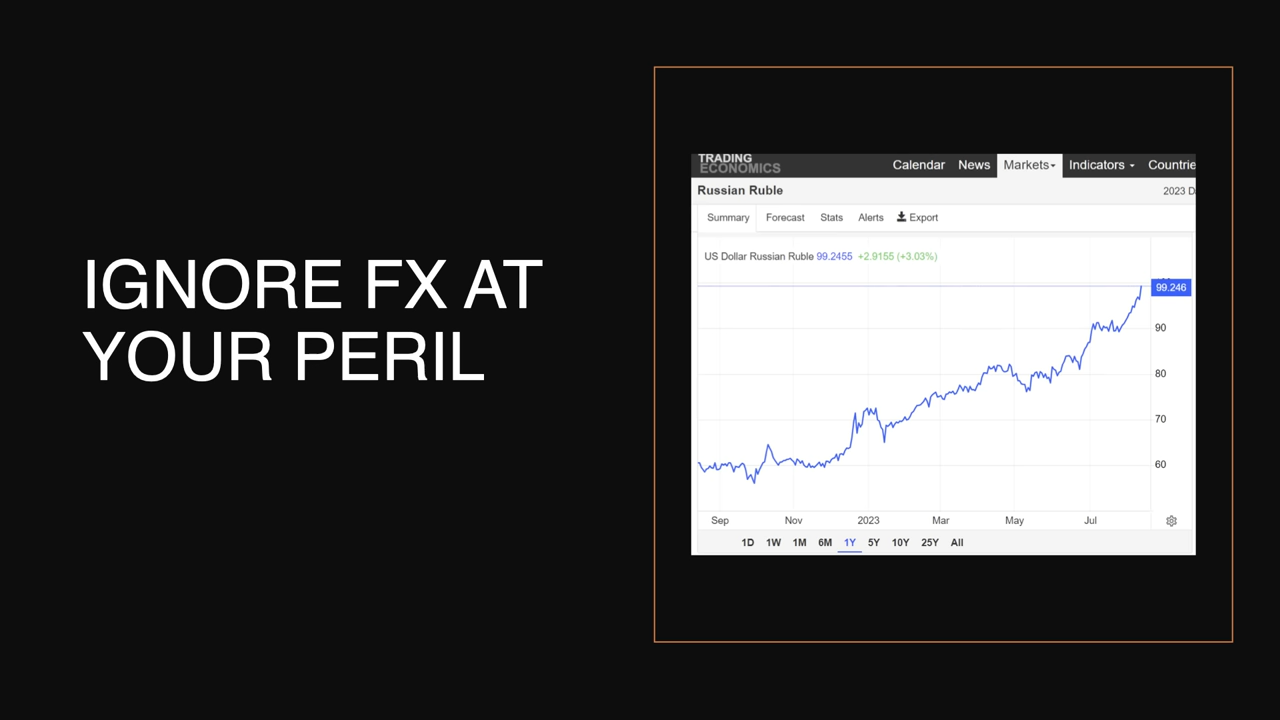 IGNORE FX AT
YOUR PERIL
TRADING
ECONOMICS
Calendar News Markets Indicators Countrie
Russian Ruble
2023 D
Summary Forecast Stats Alerts Export
US Dollar Russian Ruble 99.2455 +2.9155 (+3.03%)
99.246
90
80
70
60
Sep Nov 2023 Mar May Jul
1D 1W 1M 6M 1Y 5Y 10Y 25Y All